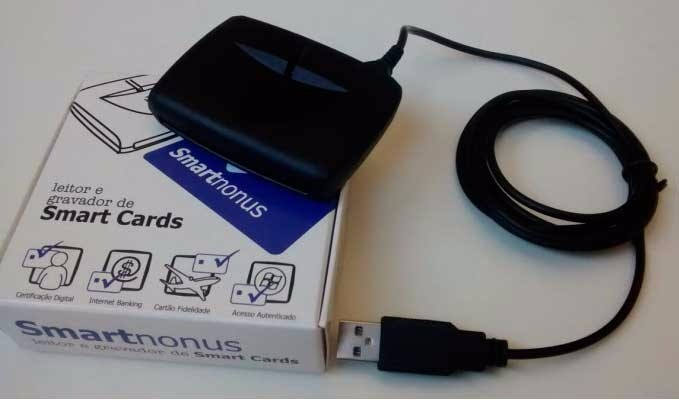 Smartnonus
leitor e
gravador de
Smart Cards
Certificação Digital
Internet Banking
Cartão Fidelidade
Acesso Autenticado
Smartnonus
leitor e gravador de Smart Cards